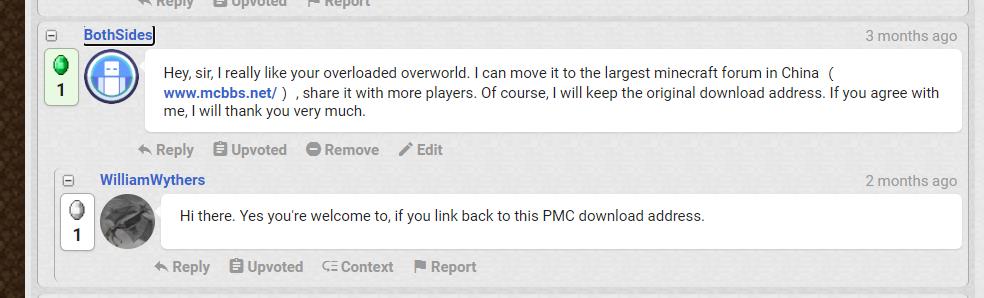 Reply Upvoted Report
BothSides 3 months ago
1
Hey, sir, I really like your overloaded overworld. I can move it to the largest minecraft forum in China （
www.mcbbs.net/ ） , share it with more players. Of course, I will keep the original download address. If you agree with
me, I will thank you very much.
Reply Upvoted Remove Edit
WilliamWythers 2 months ago
1
Hi there. Yes you're welcome to, if you link back to this PMC download address.
Reply Upvoted Context Report